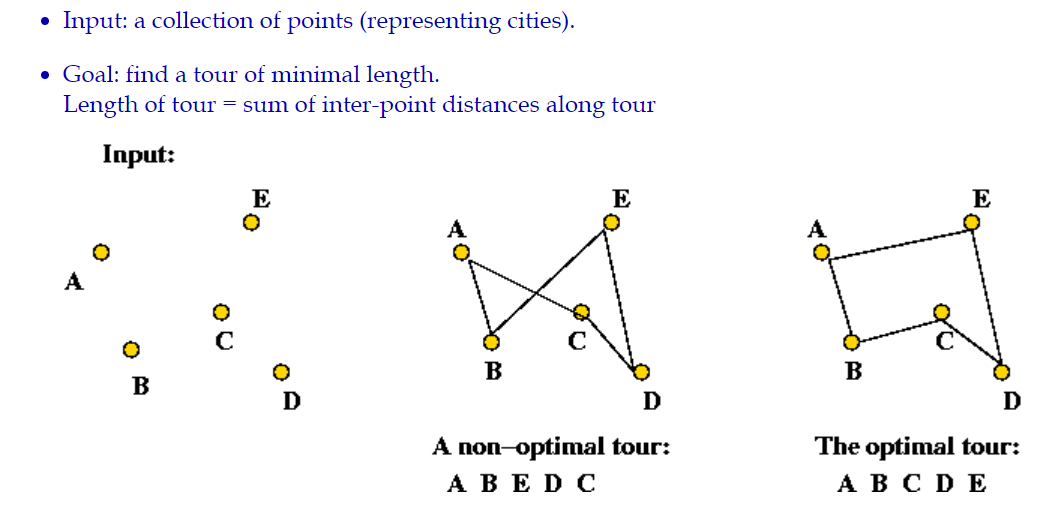 • Input: a collection of points (representing cities).
• Goal: find a tour of minimal length.
Length of tour = sum of inter-point distances along tour
Input:
E
A
C
B
D
E
A
C
B
D
A non–optimal tour:
A B E D C
E
A
C
B
D
The optimal tour:
A B C D E